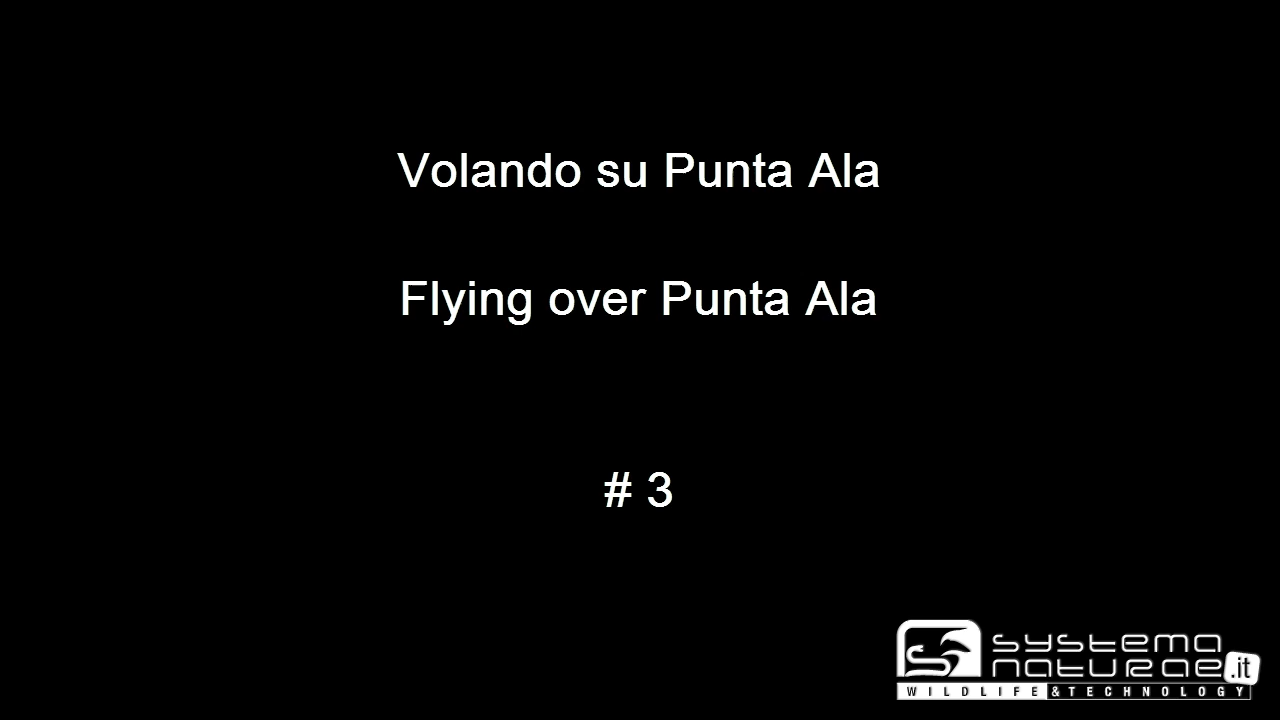 Volando su Punta Ala
Flying over Punta Ala
# 3
systema
naturae.it
WILDLIFE & TECHNOLOGY